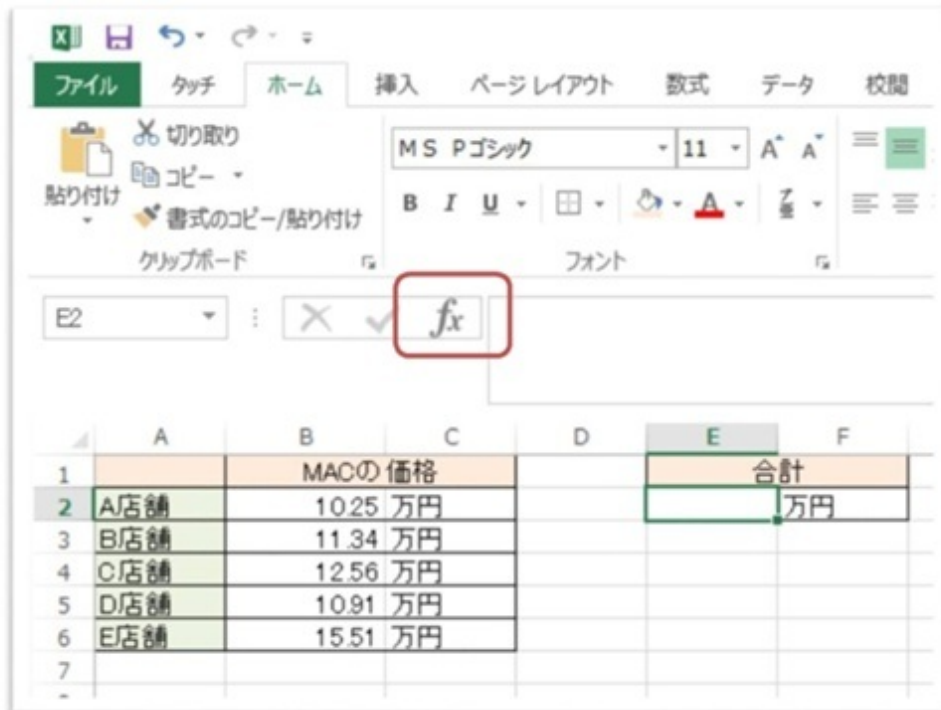 ファイル タッチ ホーム 挿入 ページ レイアウト 数式 データ 校閲
切り取り
コピー
書式のコピー/貼り付け
貼り付け
MS Pゴシック 11 A A
B I U A ア亜
クリップボード フォント
E2 fx
A B C D E F
1 MACの 価格 合計
2 A店舗 10.25 万円 万円
3 B店舗 11.34 万円
4 C店舗 12.56 万円
5 D店舗 10.91 万円
6 E店舗 15.51 万円
7